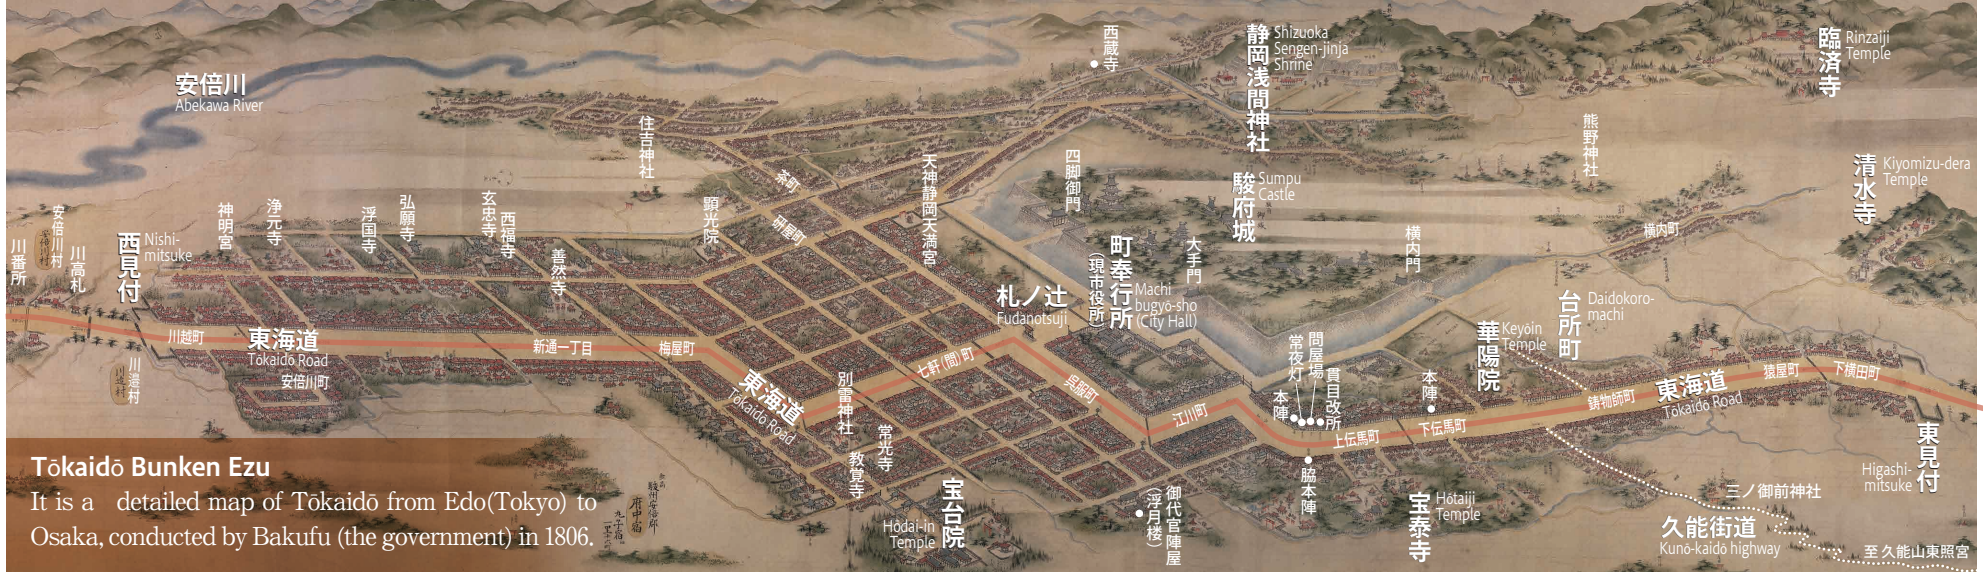 安倍川
Abekawa River
西蔵寺
静岡浅間神社
Shizuoka
Sengen-jinja
Shrine
臨済寺
Rinzaiji
Temple
住吉神社
熊野神社
清水寺
Kiyomizu-dera
Temple
四脚御門
駿府城
Sumpu
Castle
天神静岡天満宮
茶町
研屋町
顕光院
川番所
安倍川村
川高札
西見付
Nishi-
mitsuke
神明宮
浄元寺
浮国寺
弘願寺
玄忠寺
西福寺
善然寺
町奉行所
(現市役所)
Machi
bugyō-sho
(City Hall)
大手門
横内門
横内町
札ノ辻
Fudanotsuji
台所町
Daidokoro-
machi
華陽院
Keyōin
Temple
川越町
東海道
Tōkaidō Road
安倍川町
新通一丁目
梅屋町
川邉村
東海道
Tōkaidō Road
別雷神社
七軒(間)町
呉服町
江川町
本陣
常夜灯
問屋場
貫目改所
上伝馬町
本陣
下伝馬町
鋳物師町
東海道
Tōkaidō Road
猿屋町
下横田町
東見付
Higashi-
mitsuke
常光寺
教覚寺
宝台院
Hōdai-in
Temple
御代官陣屋
(浮月楼)
脇本陣
宝泰寺
Hōtaiji
Temple
三ノ御前神社
久能街道
Kunō-kaidō highway
至久能山東照宮
駿州安倍郡
府中宿
Tōkaidō Bunken Ezu
It is a detailed map of Tōkaidō from Edo(Tokyo) to
Osaka, conducted by Bakufu (the government) in 1806.